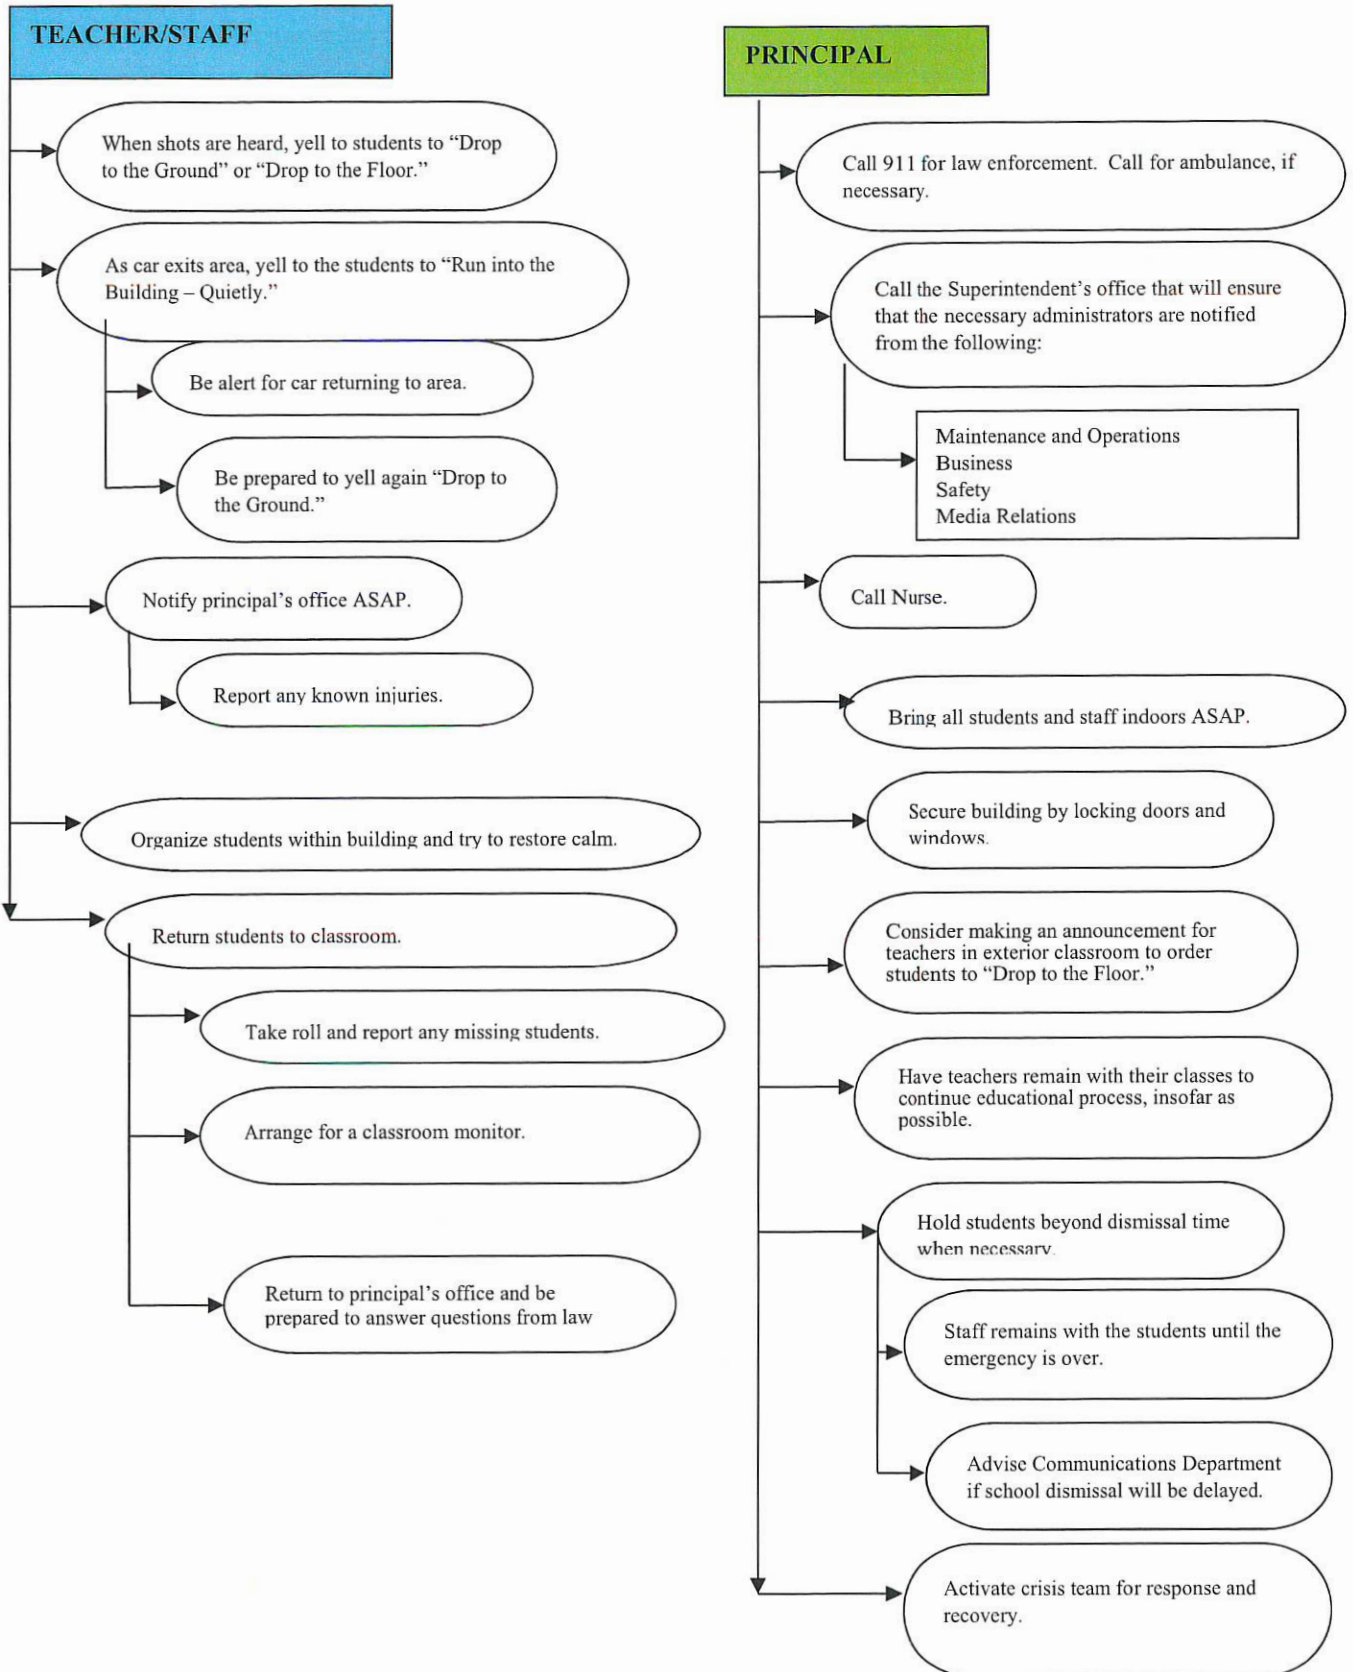 TEACHER/STAFF
When shots are heard, yell to students to “Drop
to the Ground” or “Drop to the Floor.”
As car exits area, yell to the students to “Run into the
Building – Quietly.”
Be alert for car returning to area.
Be prepared to yell again “Drop to
the Ground.”
Notify principal’s office ASAP.
Report any known injuries.
Organize students within building and try to restore calm.
Return students to classroom.
Take roll and report any missing students.
Arrange for a classroom monitor.
Return to principal’s office and be
prepared to answer questions from law
PRINCIPAL
Call 911 for law enforcement.  Call for ambulance, if
necessary.
Call the Superintendent’s office that will ensure
that the necessary administrators are notified
from the following:
Maintenance and Operations
Business
Safety
Media Relations
Call Nurse.
Bring all students and staff indoors ASAP.
Secure building by locking doors and
windows.
Consider making an announcement for
teachers in exterior classroom to order
students to “Drop to the Floor.”
Have teachers remain with their classes to
continue educational process, insofar as
possible.
Hold students beyond dismissal time
when necessary.
Staff remains with the students until the
emergency is over.
Advise Communications Department
if school dismissal will be delayed.
Activate crisis team for response and
recovery.